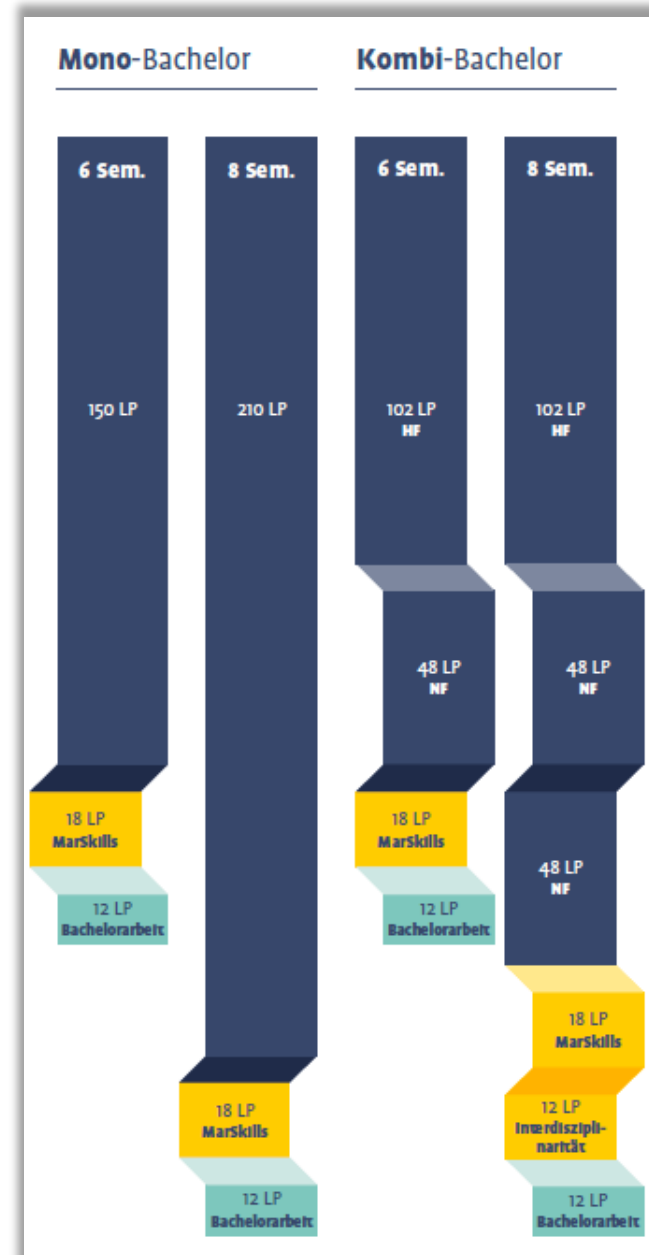 Mono-Bachelor
Kombi-Bachelor
6 Sem.
8 Sem.
6 Sem.
8 Sem.
150 LP
210 LP
102 LP
HF
102 LP
HF
48 LP
NF
48 LP
NF
18 LP
MarSkills
18 LP
MarSkills
48 LP
NF
12 LP
Bachelorarbeit
12 LP
Bachelorarbeit
18 LP
MarSkills
18 LP
MarSkills
12 LP
Interdiszipli-
narität
12 LP
Bachelorarbeit
12 LP
Bachelorarbeit